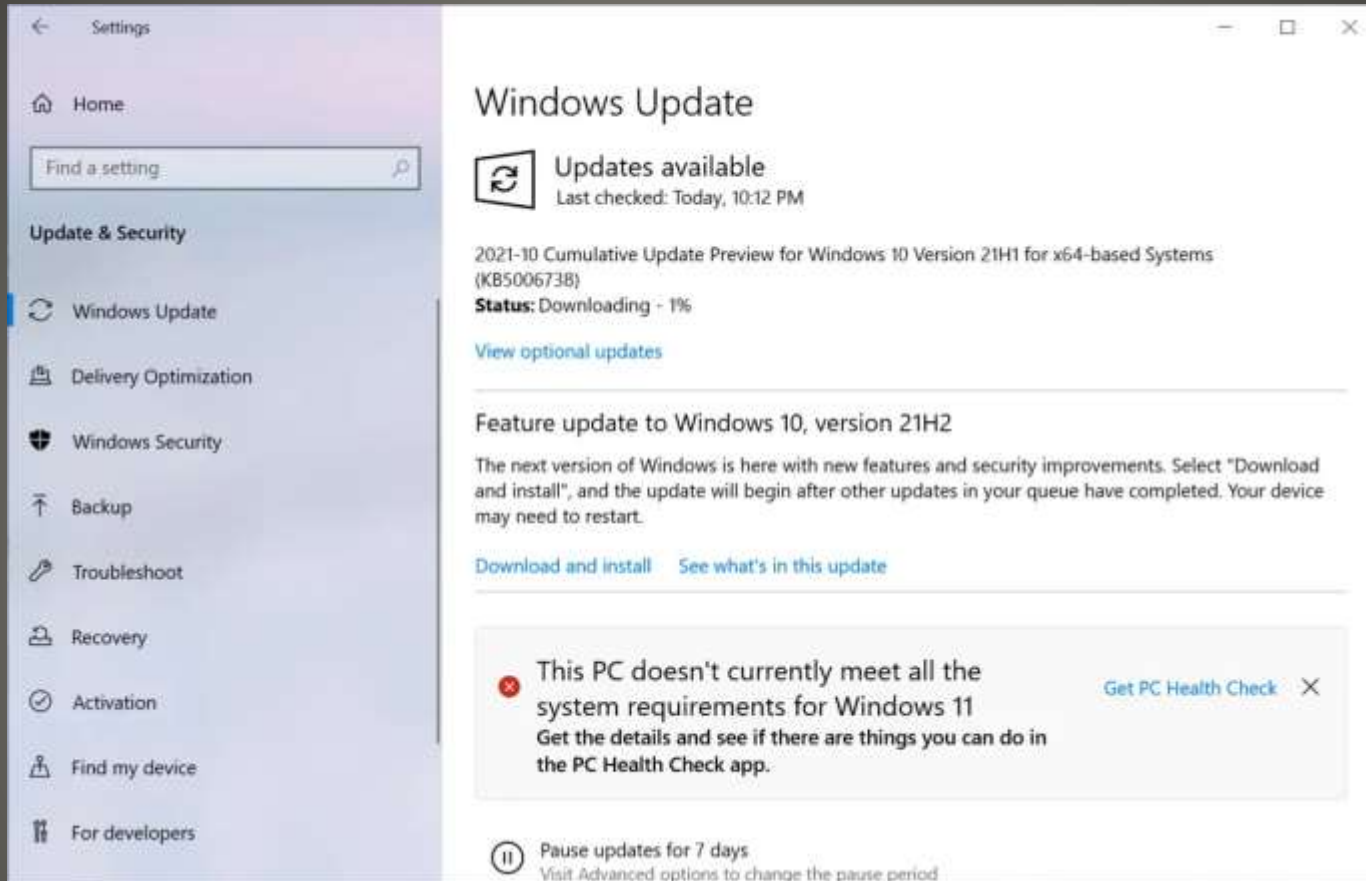 Settings
Home
Find a setting
Update & Security
Windows Update
Delivery Optimization
Windows Security
Backup
Troubleshoot
Recovery
Activation
Find my device
For developers
Windows Update
Updates available
Last checked: Today, 10:12 PM
2021-10 Cumulative Update Preview for Windows 10 Version 21H1 for x64-based Systems
(KB5006738)
Status: Downloading - 1%
View optional updates
Feature update to Windows 10, version 21H2
The next version of Windows is here with new features and security improvements. Select "Download
and install", and the update will begin after other updates in your queue have completed. Your device
may need to restart.
Download and install See what's in this update
This PC doesn't currently meet all the
system requirements for Windows 11
Get the details and see if there are things you can do in
the PC Health Check app.
Get PC Health Check
Pause updates for 7 days
Visit Advanced options to change the pause period